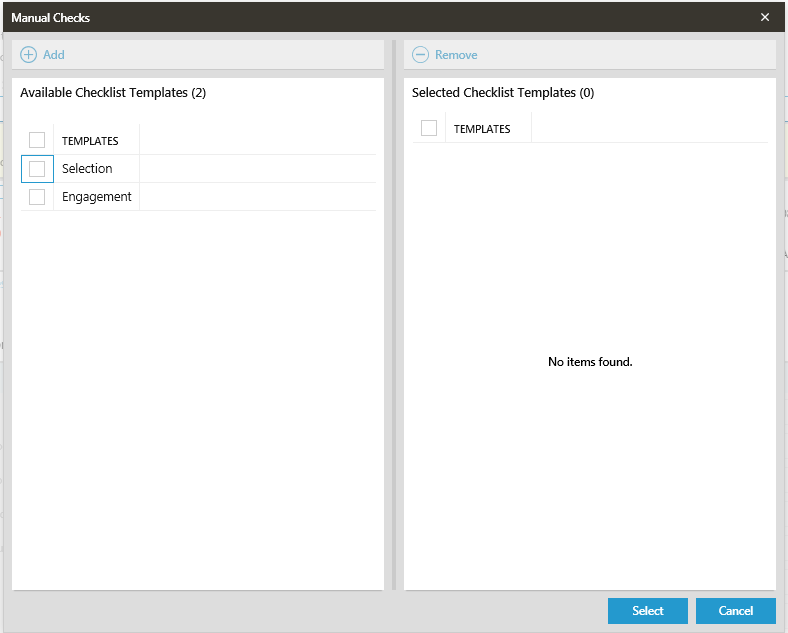 Manual Checks
Add
Remove
Available Checklist Templates (2)
Selected Checklist Templates (0)
TEMPLATES
TEMPLATES
Selection
Engagement
No items found.
Select
Cancel